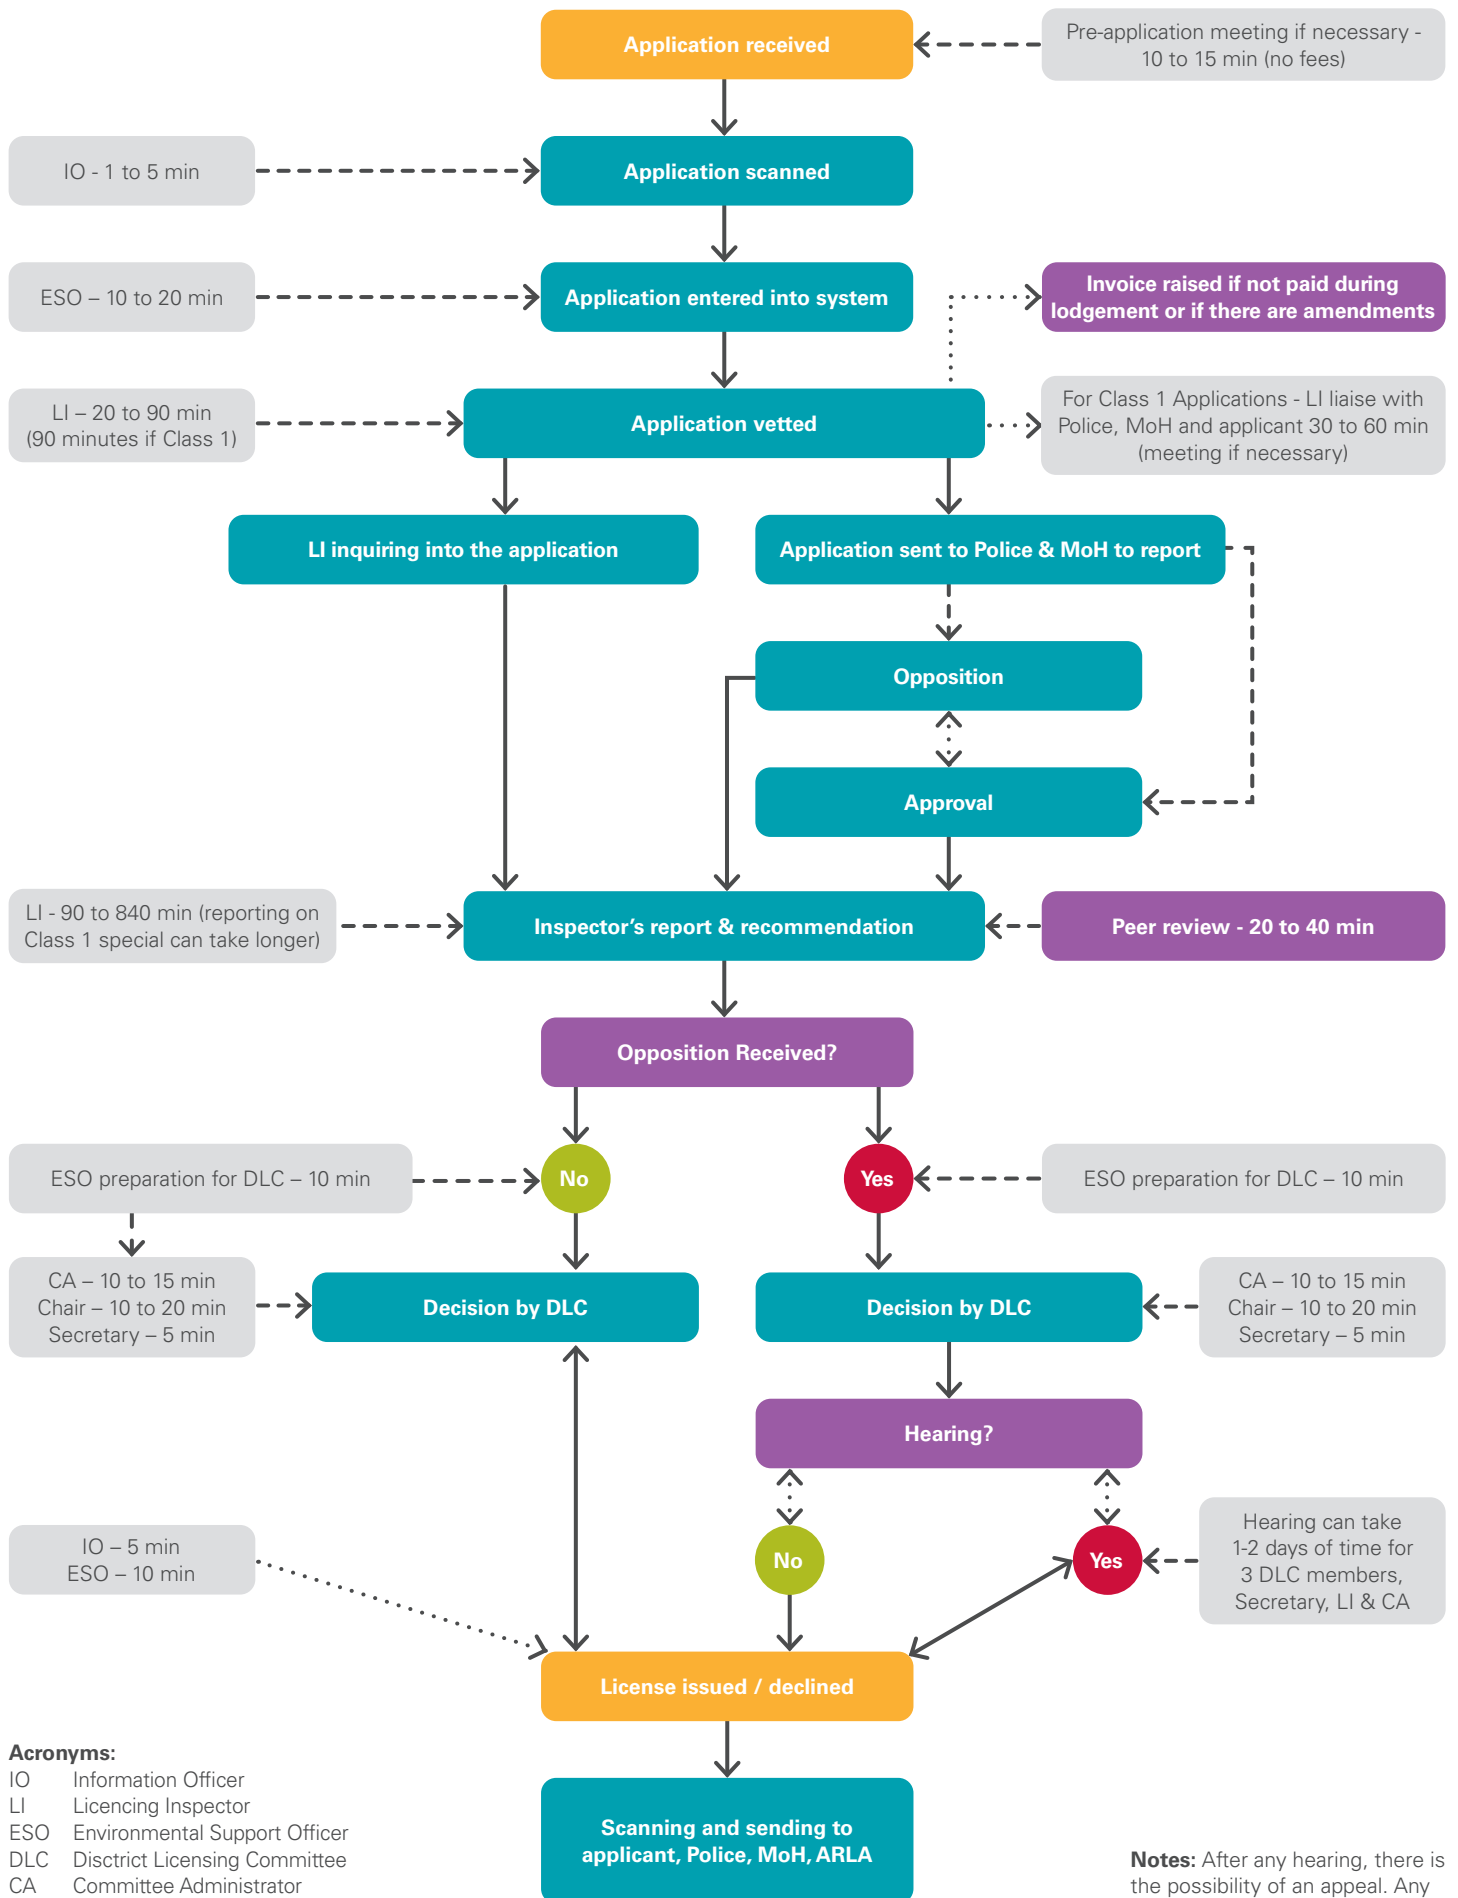 Application received
Pre-application meeting if necessary -
10 to 15 min (no fees)
IO - 1 to 5 min
Application scanned
ESO – 10 to 20 min
Application entered into system
Invoice raised if not paid during
lodgement or if there are amendments
LI – 20 to 90 min
(90 minutes if Class 1)
Application vetted
For Class 1 Applications - LI liaise with
Police, MoH and applicant 30 to 60 min
(meeting if necessary)
LI inquiring into the application
Application sent to Police & MoH to report
Opposition
Approval
LI - 90 to 840 min (reporting on
Class 1 special can take longer)
Inspector’s report & recommendation
Peer review - 20 to 40 min
Opposition Received?
ESO preparation for DLC – 10 min
No
Yes
ESO preparation for DLC – 10 min
CA – 10 to 15 min
Chair – 10 to 20 min
Secretary – 5 min
Decision by DLC
Decision by DLC
CA – 10 to 15 min
Chair – 10 to 20 min
Secretary – 5 min
Hearing?
IO – 5 min
ESO – 10 min
No
Yes
Hearing can take
1-2 days of time for
3 DLC members,
Secretary, LI & CA
License issued / declined
Scanning and sending to
applicant, Police, MoH, ARLA
Acronyms:
IO Information Officer
LI Licencing Inspector
ESO Environmental Support Officer
DLC Disctrict Licensing Committee
CA Committee Administrator
Notes: After any hearing, there is
the possibility of an appeal. Any